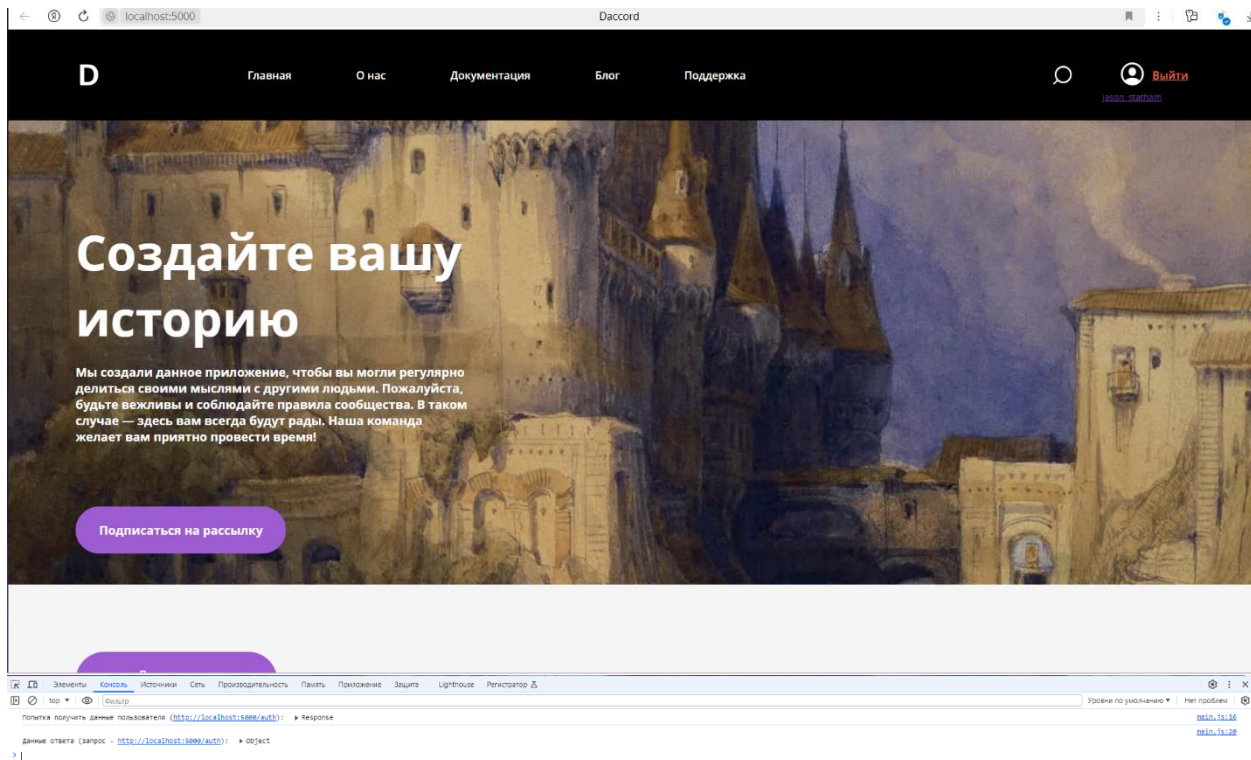 localhost:5000
Daccord
D
Главная
О нас
Документация
Блог
Поддержка
Выйти
jason_statham
Создайте вашу
историю
Мы создали данное приложение, чтобы вы могли регулярно
делиться своими мыслями с другими людьми. Пожалуйста,
будьте вежливы и соблюдайте правила сообщества. В таком
случае — здесь вам всегда будут рады. Наша команда
желает вам приятно провести время!
Подписаться на рассылку
Элементы Консоль Источники Сеть Производительность Память Приложение Защита Lighthouse Регистратор
top Фильтр Уровни по умолчанию Нет проблем
Попытка получить данные пользователя (http://localhost:5000/auth): Response main.js:16
main.js:20
Данные ответа (запрос - http://localhost:5000/auth): Object